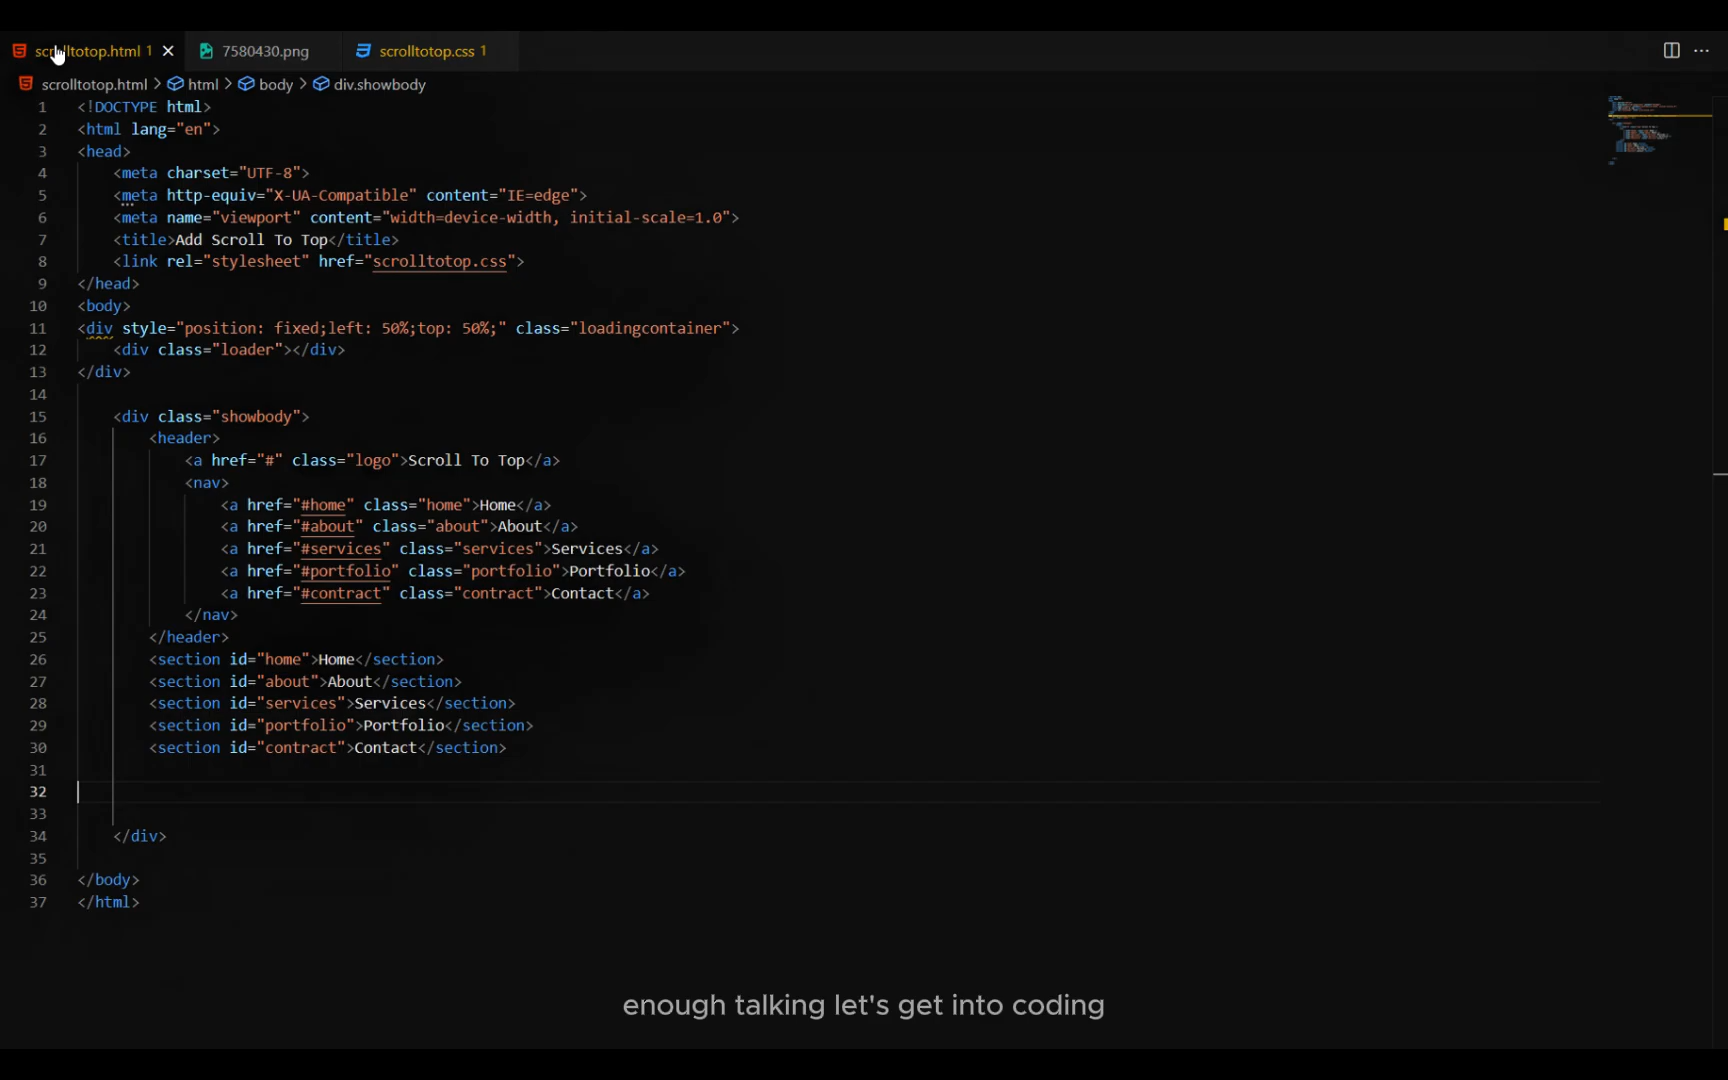 scrolltotop.html 1
7580430.png
scrolltotop.css 1
scrolltotop.html > html > body > div.showbody
1 <!DOCTYPE html>
2 <html lang="en">
3 <head>
4 <meta charset="UTF-8">
5 <meta http-equiv="X-UA-Compatible" content="IE=edge">
6 <meta name="viewport" content="width=device-width, initial-scale=1.0">
7 <title>Add Scroll To Top</title>
8 <link rel="stylesheet" href="scrolltotop.css">
9 </head>
10 <body>
11 <div style="position: fixed;left: 50%;top: 50%;" class="loadingcontainer">
12 <div class="loader"></div>
13 </div>
14
15 <div class="showbody">
16 <header>
17 <a href="#" class="logo">Scroll To Top</a>
18 <nav>
19 <a href="#home" class="home">Home</a>
20 <a href="#about" class="about">About</a>
21 <a href="#services" class="services">Services</a>
22 <a href="#portfolio" class="portfolio">Portfolio</a>
23 <a href="#contract" class="contract">Contact</a>
24 </nav>
25 </header>
26 <section id="home">Home</section>
27 <section id="about">About</section>
28 <section id="services">Services</section>
29 <section id="portfolio">Portfolio</section>
30 <section id="contract">Contact</section>
31
32
33
34 </div>
35
36 </body>
37 </html>
enough talking let's get into coding